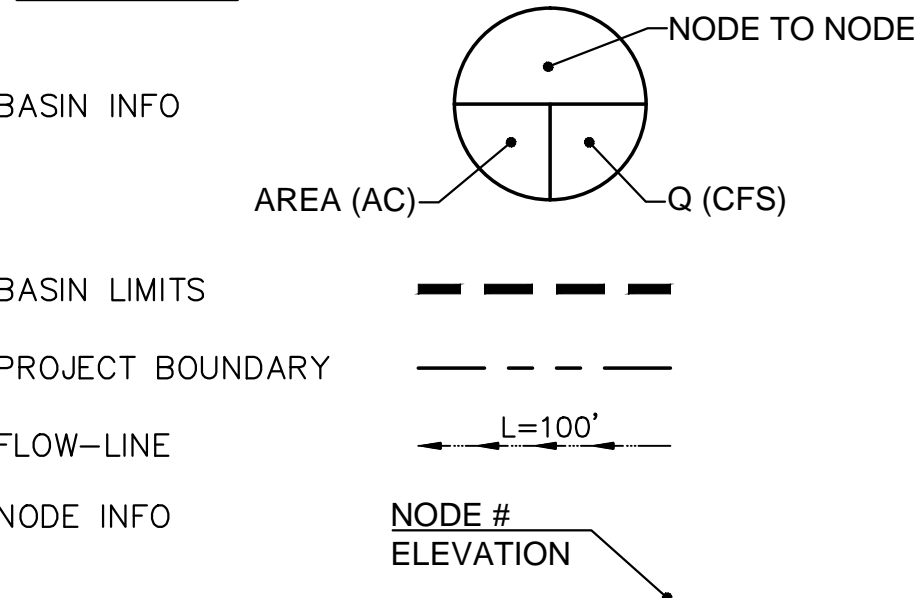 NODE TO NODE
BASIN INFO
AREA (AC)
Q (CFS)
BASIN LIMITS
PROJECT BOUNDARY
FLOW-LINE
L=100'
NODE INFO
NODE #
ELEVATION